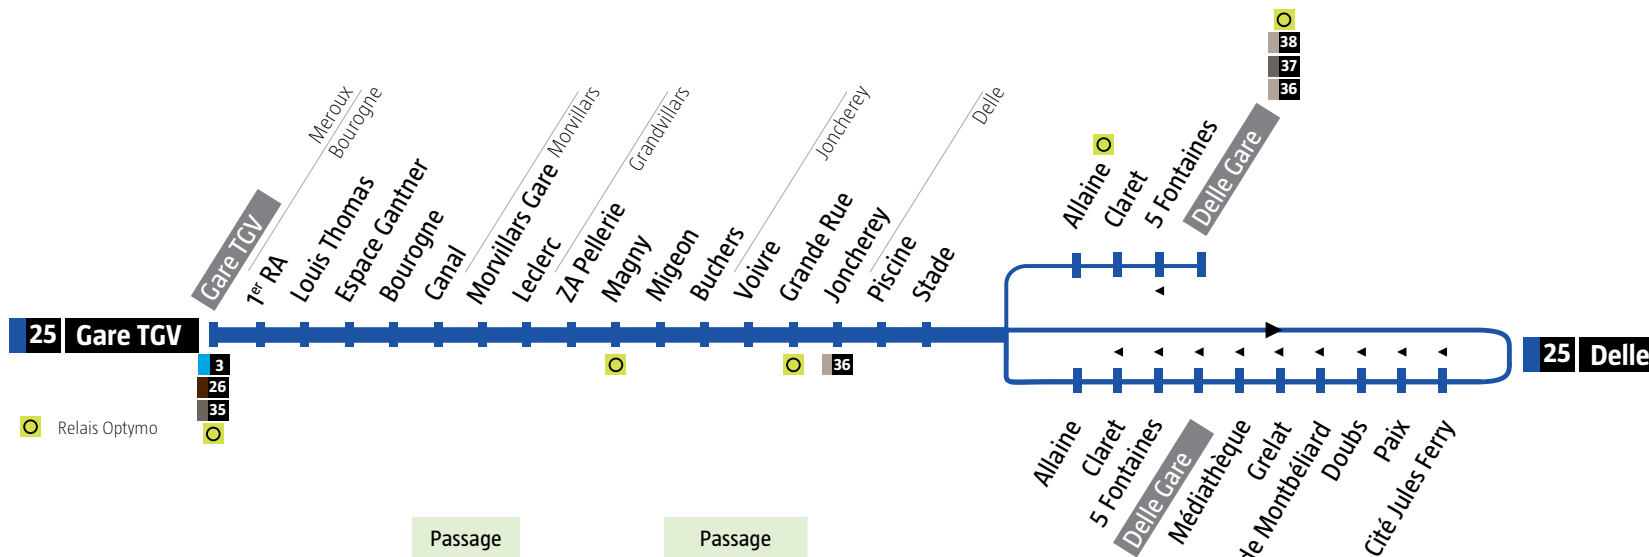 38
37
36
Meroux
Bourogne
Morvillars
Grandvillars
Joncherey
Delle
Gare TGV
1er RA
Louis Thomas
Espace Gantner
Bourogne
Canal
Morvillars Gare
Leclerc
ZA Pellerie
Magny
Migeon
Buchers
Voivre
Grande Rue
Joncherey
Piscine
Stade
Allaine
Claret
5 Fontaines
Delle Gare
25 Gare TGV
3
26
35
36
25 Delle
Relais Optymo
Allaine
Claret
5 Fontaines
Delle Gare
Médiathèque
Grelat
de Montbéliard
Doubs
Paix
Cité Jules Ferry
Passage
Passage